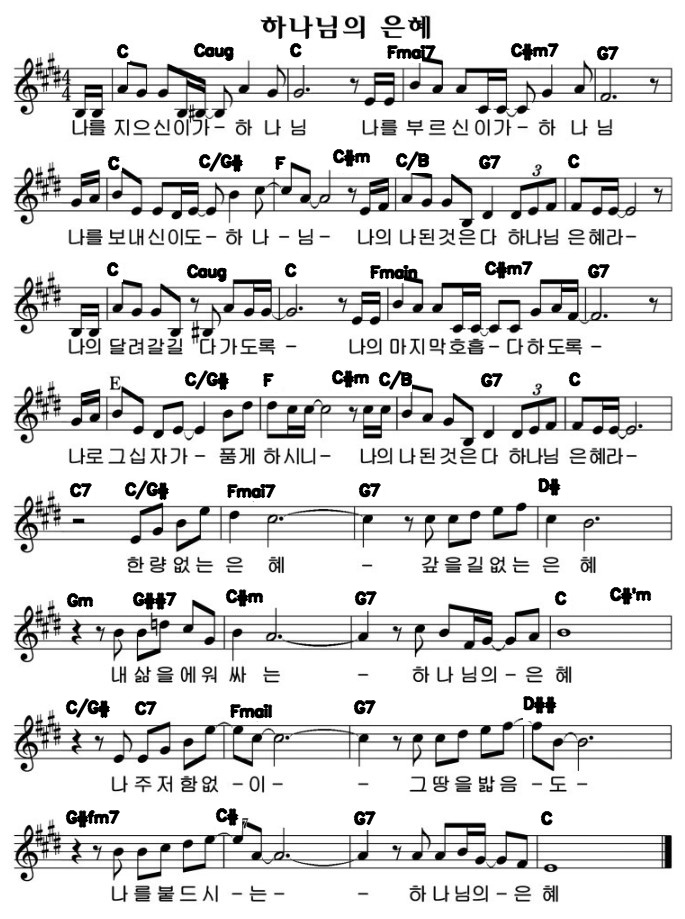 하나님의 은혜
C Caug C Fmai7 C#m7 G7
나를 지으신이가- 하 나 님 나를 부르신이가- 하 나 님
C C/G# F C#m C/B G7 3 C
나를 보내신이도- 하 나- 님- 나의 나된것은다 하나님 은혜라-
C Caug C Fmain C#m7 G7
나의 달려갈길 다가도록 - 나의 마지막호흡- 다하도록 -
E C/G# F C#m C/B G7 3 C
나로 그십자가- 품게 하시니- 나의 나된것은다 하나님 은혜라-
C7 C/G# Fmai7 G7 D#
한량없는 은 혜 - 갚을길없는 은 혜
Gm G##7 C#m G7 C C#'m
내삶을에워 싸 는 - 하나님의-은 혜
C/G# C7 Fmail G7 D##
나 주저함없 -이- - 그땅을밟음 -도-
G#fm7 C# 7 G7 C
나를붙드시 -는- - 하나님의-은 혜